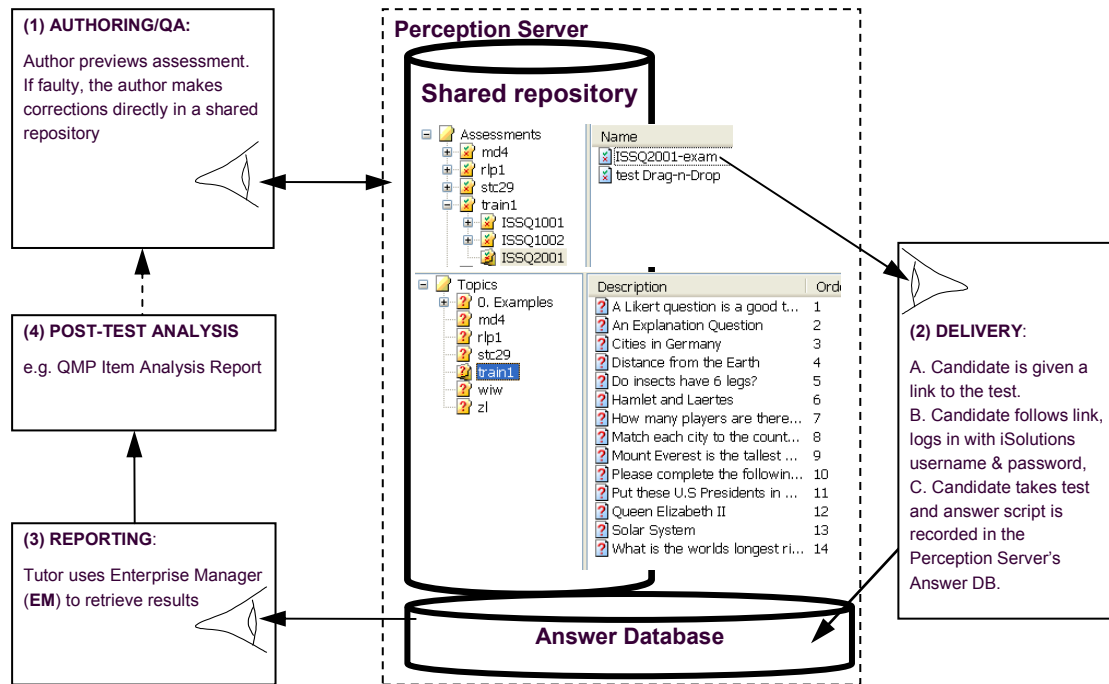 (1) AUTHORING/QA:
Author previews assessment.
If faulty, the author makes
corrections directly in a shared
repository
(4) POST-TEST ANALYSIS
e.g. QMP Item Analysis Report
(3) REPORTING:
Tutor uses Enterprise Manager
(EM) to retrieve results
Perception Server
Shared repository
Assessments
md4
rlp1
stc29
train1
ISSQ1001
ISSQ1002
ISSQ2001
Name
ISSQ2001-exam
test Drag-n-Drop
Topics
0. Examples
md4
rlp1
stc29
train1
wiw
zl
Description Orde
A Likert question is a good t... 1
An Explanation Question 2
Cities in Germany 3
Distance from the Earth 4
Do insects have 6 legs? 5
Hamlet and Laertes 6
How many players are there... 7
Match each city to the count... 8
Mount Everest is the tallest ... 9
Please complete the followin... 10
Put these U.S Presidents in ... 11
Queen Elizabeth II 12
Solar System 13
What is the worlds longest ri... 14
Answer Database
(2) DELIVERY:
A. Candidate is given a
link to the test.
B. Candidate follows link,
logs in with iSolutions
username & password,
C. Candidate takes test
and answer script is
recorded in the
Perception Server's
Answer DB.